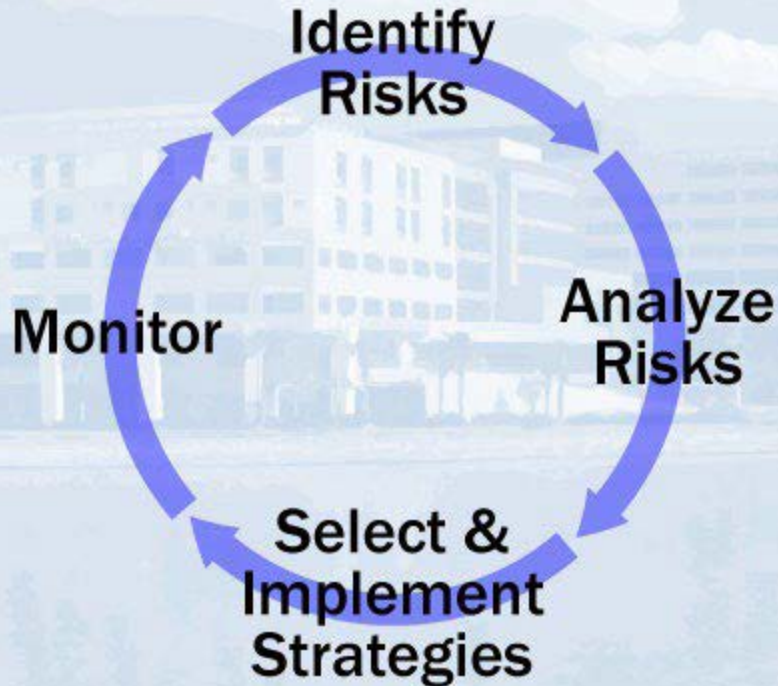 Identify
Risks
Analyze
Risks
Select &
Implement
Strategies
Monitor